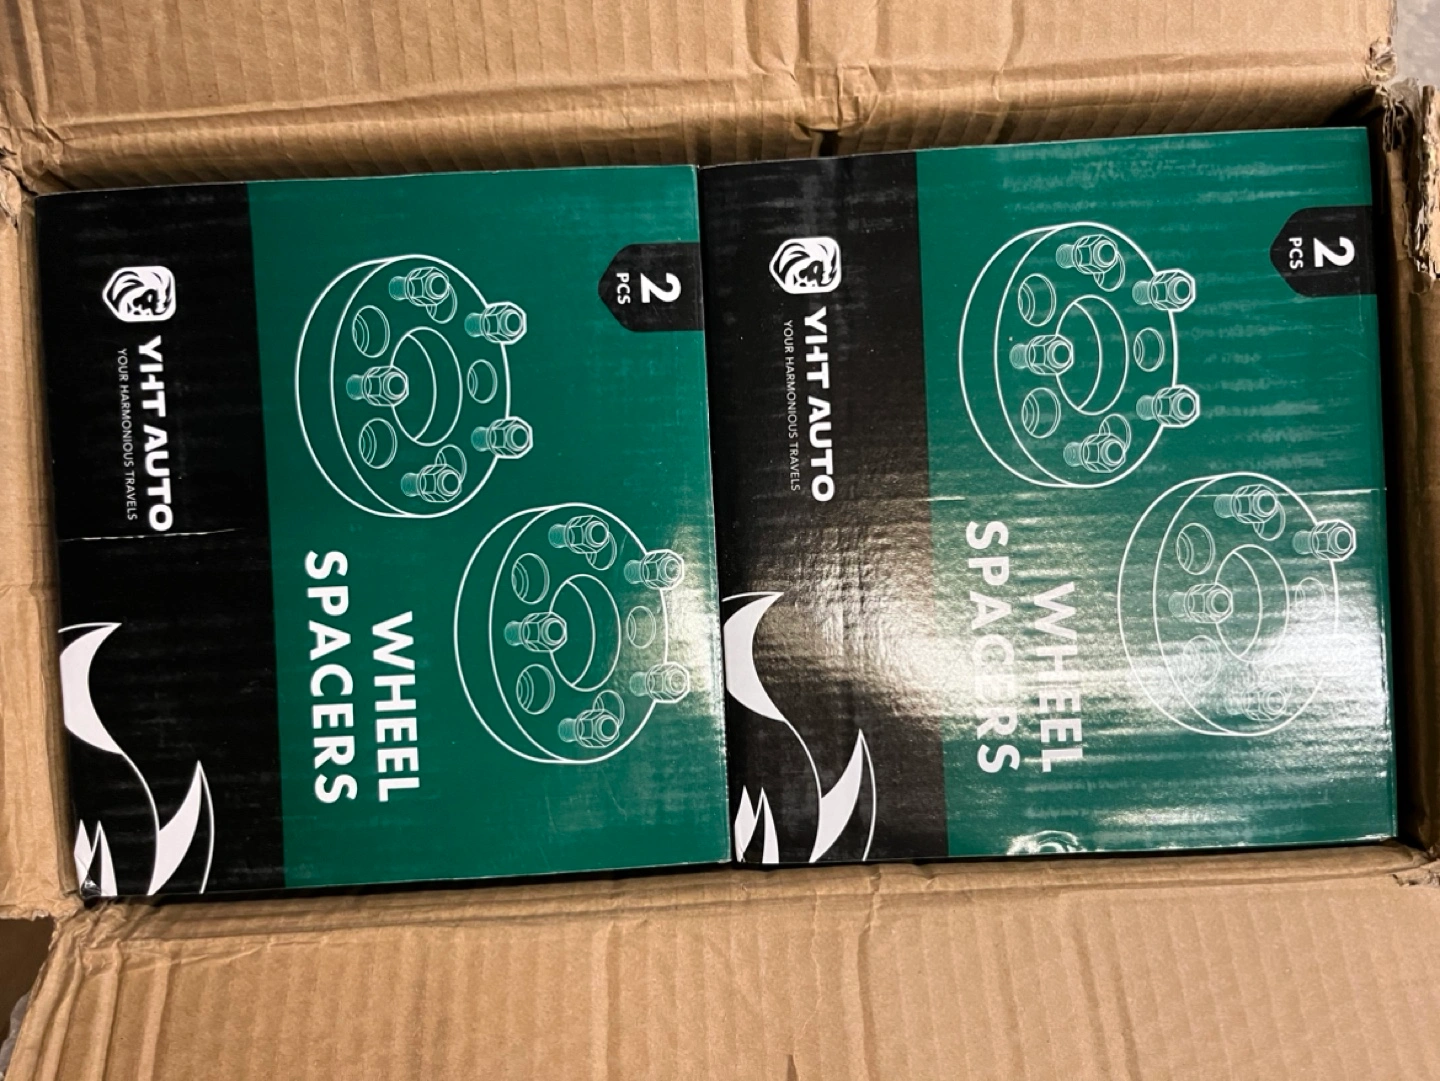 YHT AUTO
YOUR HARMONIOUS TRAVELS
2
PCS
WHEEL
SPACERS
YHT AUTO
YOUR HARMONIOUS TRAVELS
2
PCS
WHEEL
SPACERS